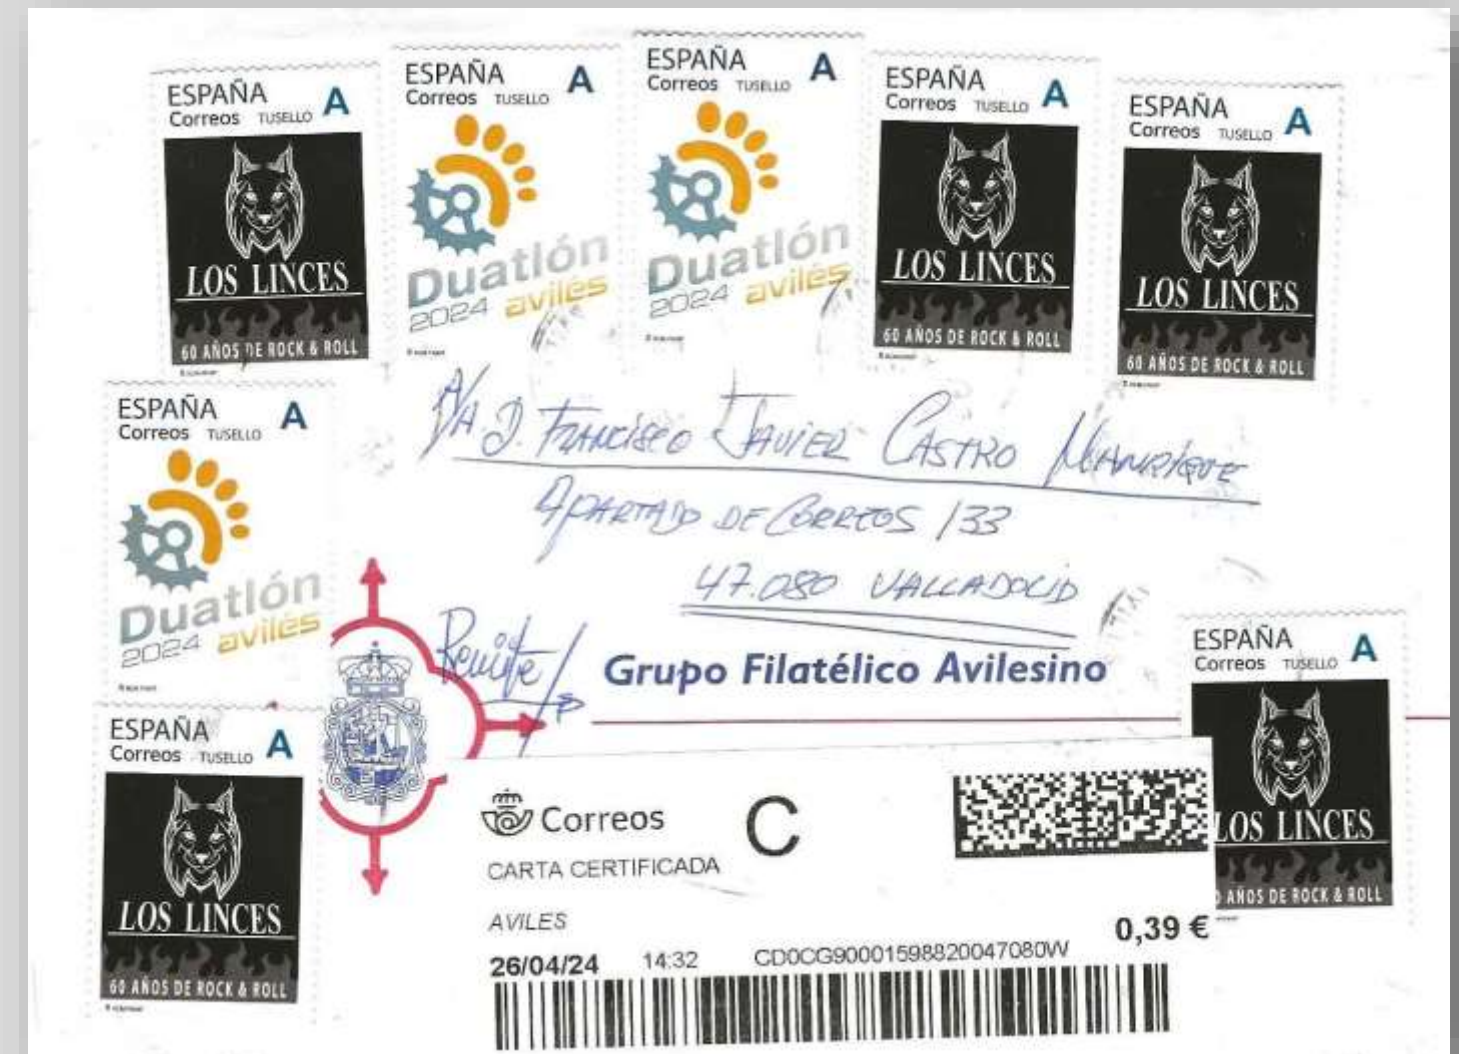 ESPAÑA A
Correos TUSELLO
LOS LINCES
60 AÑOS DE ROCK & ROLL
ESPAÑA A
Correos TUSELLO
Duatlón
2024 avilés
ESPAÑA A
Correos TUSELLO
Duatlón
2024 avilés
ESPAÑA A
Correos TUSELLO
LOS LINCES
60 AÑOS DE ROCK & ROLL
ESPAÑA A
Correos TUSELLO
LOS LINCES
60 AÑOS DE ROCK & ROLL
A/A. D. FRANCISCO JAVIER CASTRO MANRIQUE
APARTADO DE CORREOS 133
47.080 VALLADOLID
ESPAÑA A
Correos TUSELLO
Duatlón
2024 avilés
Remite/
Grupo Filatélico Avilesino
ESPAÑA A
Correos TUSELLO
LOS LINCES
AÑOS DE ROCK & ROLL
ESPAÑA A
Correos TUSELLO
LOS LINCES
60 AÑOS DE ROCK & ROLL
Correos C
CARTA CERTIFICADA
AVILES
0,39 €
26/04/24 14:32 CD0CG90001598820047080W